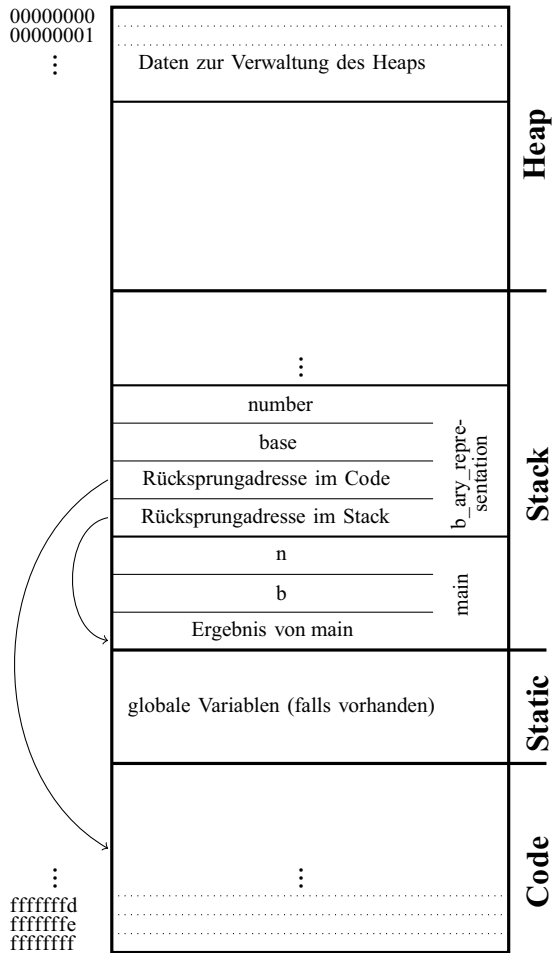 00000000
00000001
⋮
Daten zur Verwaltung des Heaps
Heap
⋮
number
base
Rücksprungadresse im Code
Rücksprungadresse im Stack
b_ary_repre-
sentation
n
b
Ergebnis von main
main
Stack
globale Variablen (falls vorhanden)
Static
⋮
⋮
Code
fffffffd
fffffffe
ffffffff